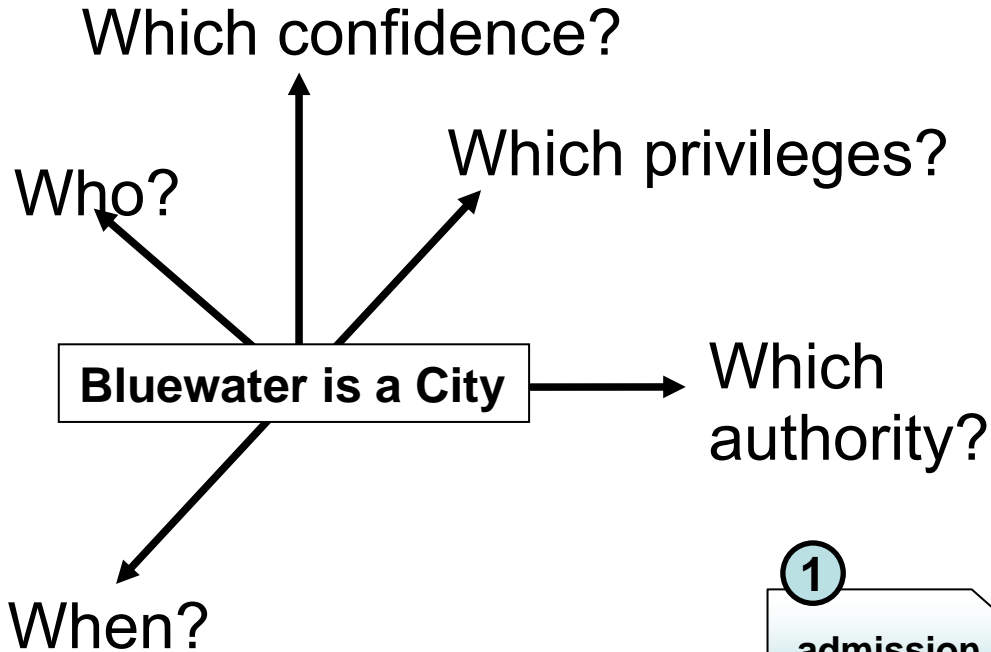 Which confidence?
Which privileges?
Who?
Bluewater is a City
Which
authority?
When?
1
admission